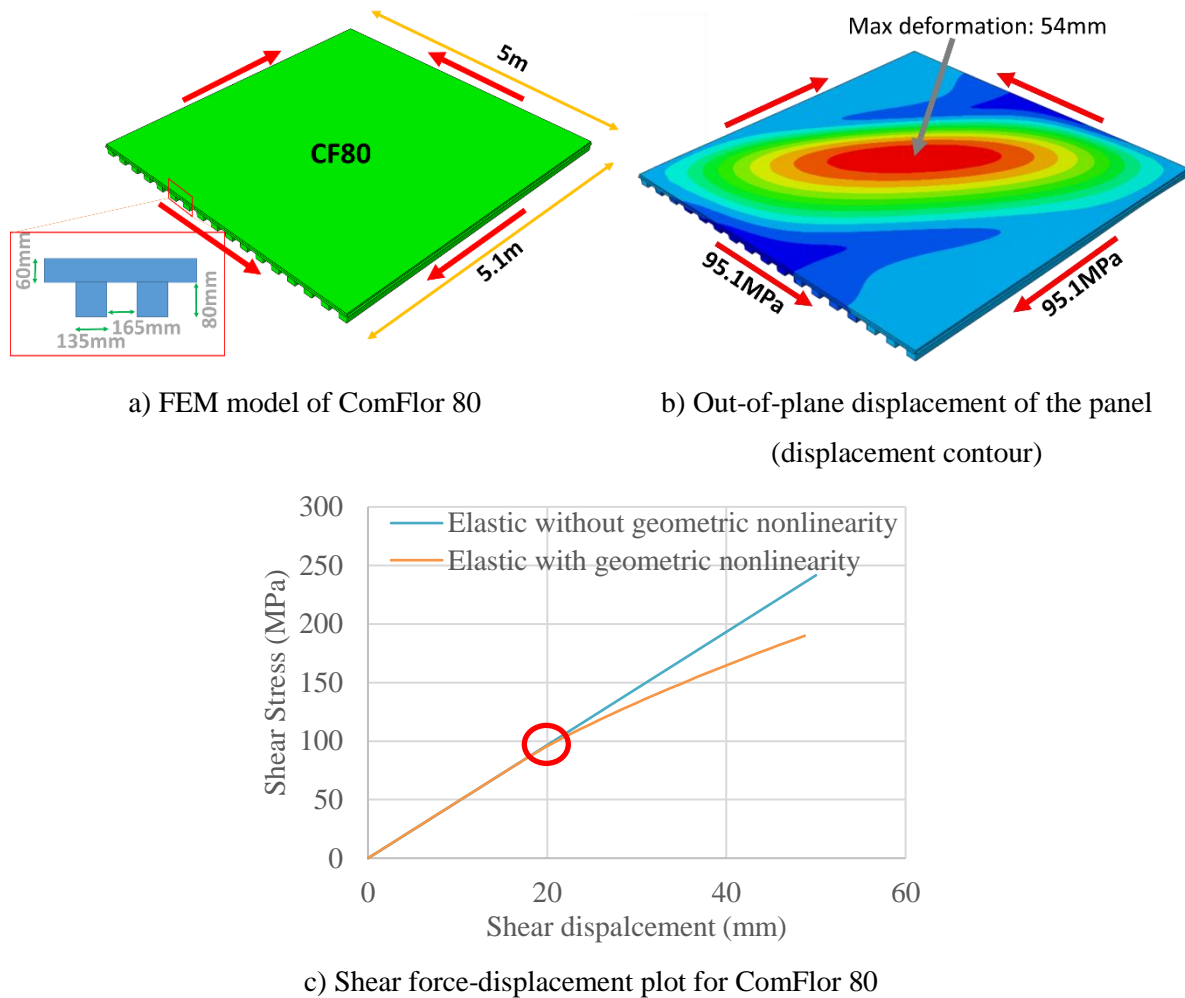 5m
CF80
5.1m
60mm
80mm
165mm
135mm
Max deformation: 54mm
95.1MPa
95.1MPa
a) FEM model of ComFlor 80
b) Out-of-plane displacement of the panel
(displacement contour)
300
250
200
150
100
50
0
Shear Stress (MPa)
Elastic without geometric nonlinearity
Elastic with geometric nonlinearity
0
20
40
60
Shear dispalcement (mm)
c) Shear force-displacement plot for ComFlor 80